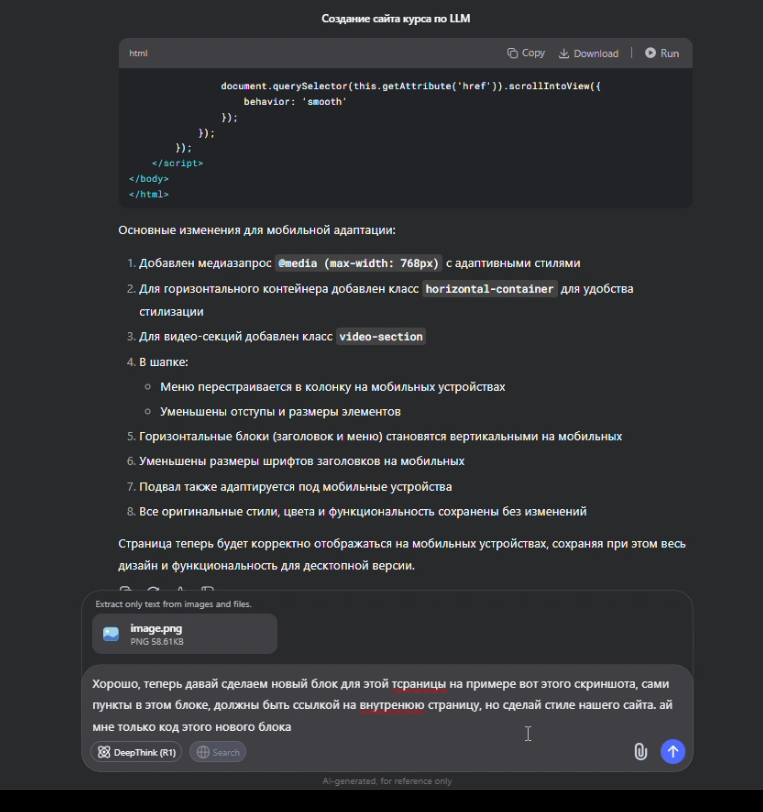 Создание сайта курса по LLM
html
Copy
Download
Run
document.querySelector(this.getAttribute('href')).scrollIntoView({
behavior: 'smooth'
});
});
});
</script>
</body>
</html>
Основные изменения для мобильной адаптации:
1. Добавлен медиазапрос @media (max-width: 768px) с адаптивными стилями
2. Для горизонтального контейнера добавлен класс horizontal-container для удобства
стилизации
3. Для видео-секций добавлен класс video-section
4. В шапке:
Меню перестраивается в колонку на мобильных устройствах
Уменьшены отступы и размеры элементов
5. Горизонтальные блоки (заголовок и меню) становятся вертикальными на мобильных
6. Уменьшены размеры шрифтов заголовков на мобильных
7. Подвал также адаптируется под мобильные устройства
8. Все оригинальные стили, цвета и функциональность сохранены без изменений
Страница теперь будет корректно отображаться на мобильных устройствах, сохраняя при этом весь
дизайн и функциональность для десктопной версии.
Extract only text from images and files.
image.png
PNG 58.61KB
Хорошо, теперь давай сделаем новый блок для этой тсраницы на примере вот этого скриншота, сами
пункты в этом блоке, должны быть ссылкой на внутренюю страницу, но сделай стиле нашего сайта. ай
мне только код этого нового блока
DeepThink (R1)
Search
AI-generated, for reference only